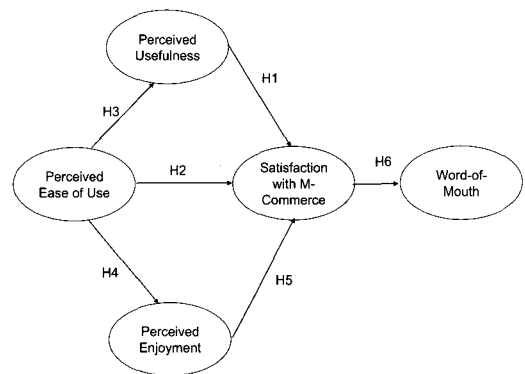 Perceived
Usefulness
H1
H3
Perceived
Ease of Use
H2
Satisfaction
with M-
Commerce
H6
Word-of-
Mouth
H4
H5
Perceived
Enjoyment